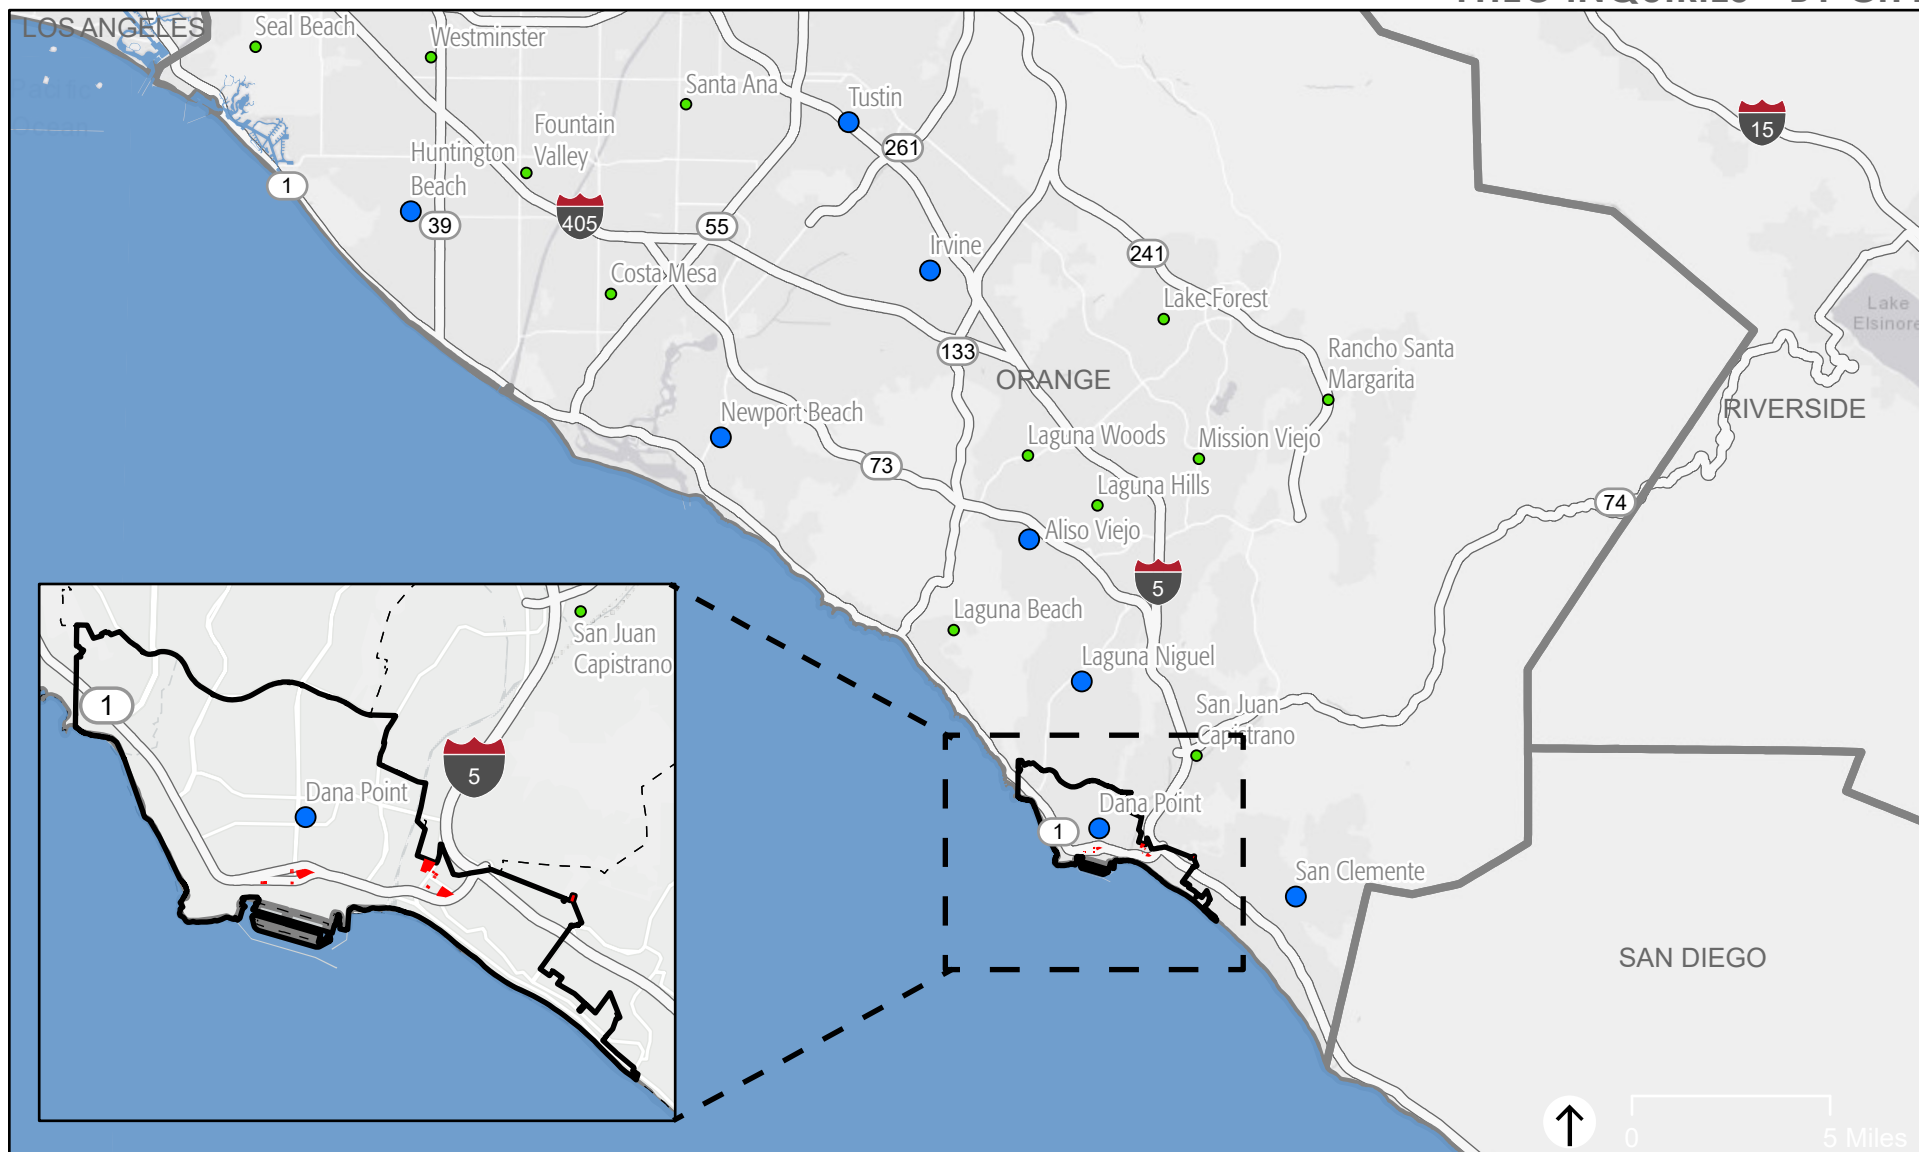 LOS ANGELES
Seal Beach
Westminster
Santa Ana
Tustin
Fountain
Valley
Huntington
Beach
Pacific
Ocean
15
261
1
39
405
55
241
Irvine
Costa Mesa
Lake Forest
Lake
Elsinore
133
ORANGE
Rancho Santa
Margarita
RIVERSIDE
Newport Beach
Laguna Woods
Mission Viejo
73
Laguna Hills
74
Aliso Viejo
5
Laguna Beach
Laguna Niguel
San Juan
Capistrano
Dana Point
1
San Clemente
SAN DIEGO
San Juan
Capistrano
1
5
Dana Point
0
5 Miles